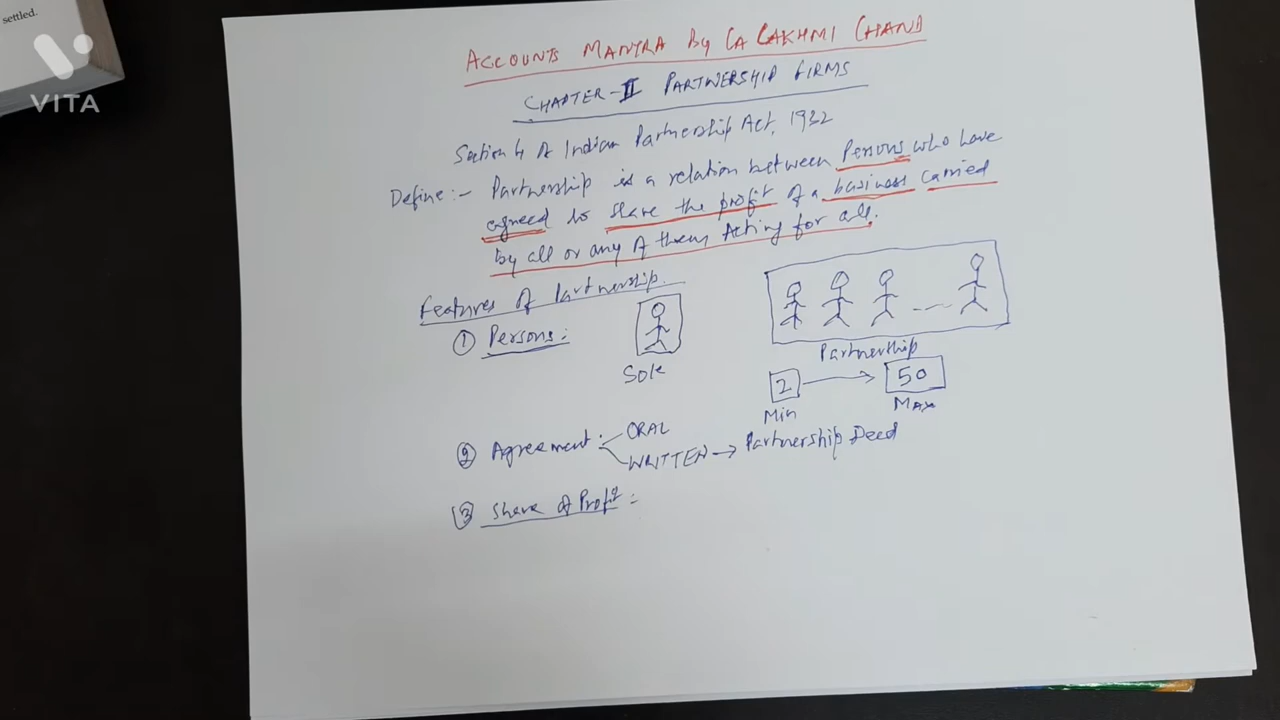 settled.
VITA
ACCOUNTS MANTRA By CA LAKHMI CHAND
CHAPTER-II PARTNERSHIP FIRMS
Section 4 of Indian Partnership Act, 1932
Define:- Partnership is a relation between Persons who have
agreed to share the profit of a business carried
by all or any of them Acting for all.
Features of Partnership.
① Persons:
Sole
Partnership
2 → 50
Min Max
② Agreement:
ORAL
WRITTEN → Partnership Deed
③ Share of Profit: